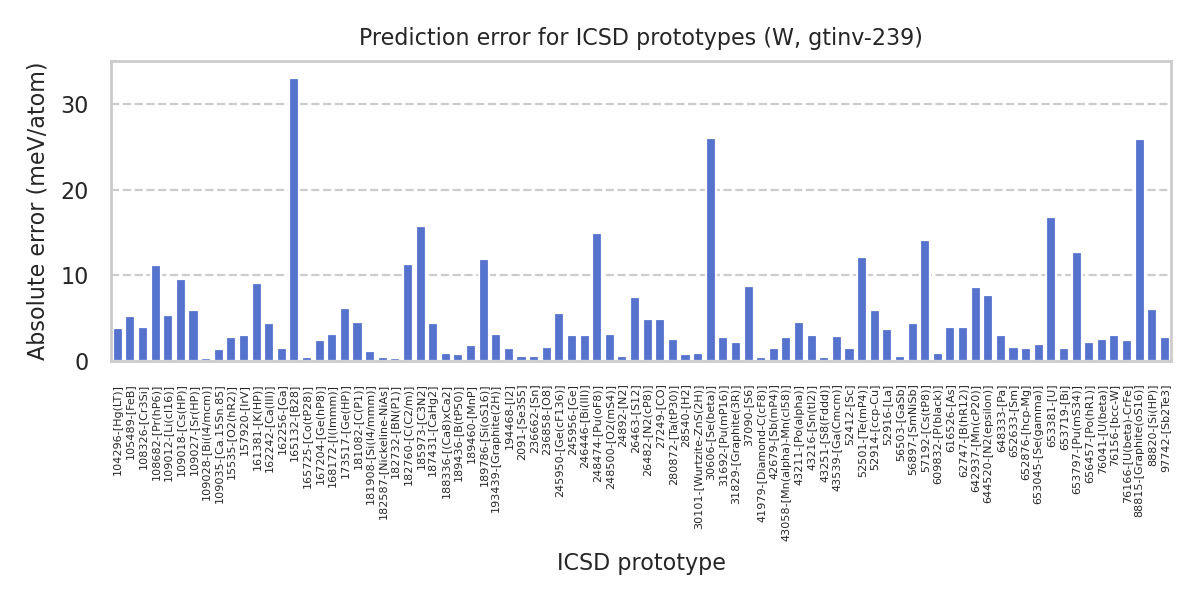 Prediction error for ICSD prototypes (W, gtinv-239)
Absolute error (meV/atom)
30
20
10
0
104296-[Hg(LT)]
105489-[FeB]
108326-[Cr3Si]
108682-[Pr(hP6)]
109012-[Li(cI16)]
109018-[Cs(HP)]
109027-[Sr(HP)]
109028-[Bi(I4/mcm)]
109035-[Ca.15Sn.85]
15535-[O2(hR2)]
157920-[IrV]
161381-[K(HP)]
162242-[Ca(III)]
162256-[Ga]
165132-[B28]
165725-[Co(tP28)]
167204-[Ge(hP8)]
168172-[I(Immm)]
173517-[Ge(HP)]
181082-[C(P1)]
181908-[Si(I4/mmm)]
182587-[Nickeline-NiAs]
182732-[BN(P1)]
182760-[C(C2/m)]
183973-[C3N2]
187431-[CaHg2]
188336-[(Ca8)xCa2]
189436-[B(tP50)]
189460-[MnP]
189786-[Si(oS16)]
193439-[Graphite(2H)]
194468-[I2]
2091-[Se3S5]
236662-[Sn]
236858-[O8]
245950-[Ge(cF136)]
245956-[Ge]
246446-[Bi(III)]
248474-[Pu(oF8)]
248500-[O2(mS4)]
24892-[N2]
26463-[S12]
26482-[N2(cP8)]
27249-[CO]
280872-[Ta(tP30)]
28540-[H2]
30101-[Wurtzite-ZnS(2H)]
30606-[Se(beta)]
31692-[Pu(mP16)]
31829-[Graphite(3R)]
37090-[S6]
41979-[Diamond-C(cF8)]
42679-[Sb(mP4)]
43058-[Mn(alpha)-Mn(cI58)]
43211-[Po(alpha)]
43216-[Sn(tI4)]
43251-[S8(Fddd)]
43539-[Ga(Cmcm)]
52412-[Sc]
52501-[Te(mP4)]
52914-[ccp-Cu]
52916-[La]
56503-[GaSb]
56897-[SmNiSb]
57192-[Cs(tP8)]
609832-[P(black)]
616526-[As]
62747-[B(hR12)]
642937-[Mn(cP20)]
644520-[N2(epsilon)]
648333-[Pa]
652633-[Sm]
652876-[hcp-Mg]
653045-[Se(gamma)]
653381-[U]
653719-[I]
653797-[Pu(mS34)]
655657-[Po(hR1)]
76041-[U(beta)]
76156-[bcc-W]
76166-[U(beta)-CrFe]
88815-[Graphite(oS16)]
88820-[Si(HP)]
97742-[Sb2Te3]
ICSD prototype